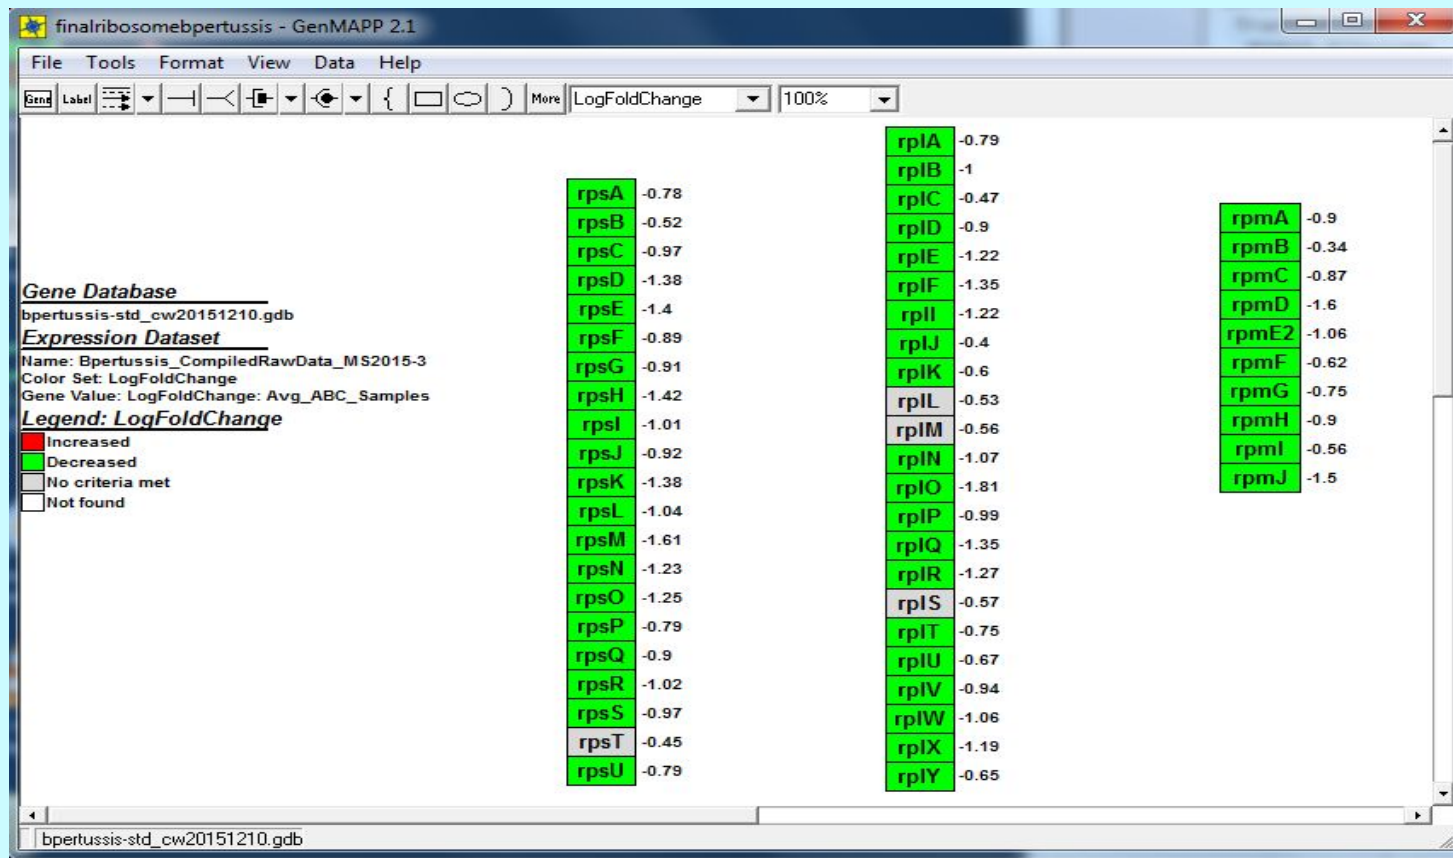 finalribosomebpertussis - GenMAPP 2.1
File Tools Format View Data Help
Gene Label More LogFoldChange 100%
Gene Database
bpertussis-std_cw20151210.gdb
Expression Dataset
Name: Bpertussis_CompiledRawData_MS2015-3
Color Set: LogFoldChange
Gene Value: LogFoldChange: Avg_ABC_Samples
Legend: LogFoldChange
Increased
Decreased
No criteria met
Not found
rpsA -0.78
rpsB -0.52
rpsC -0.97
rpsD -1.38
rpsE -1.4
rpsF -0.89
rpsG -0.91
rpsH -1.42
rpsI -1.01
rpsJ -0.92
rpsK -1.38
rpsL -1.04
rpsM -1.61
rpsN -1.23
rpsO -1.25
rpsP -0.79
rpsQ -0.9
rpsR -1.02
rpsS -0.97
rpsT -0.45
rpsU -0.79
rplA -0.79
rplB -1
rplC -0.47
rplD -0.9
rplE -1.22
rplF -1.35
rplI -1.22
rplJ -0.4
rplK -0.6
rplL -0.53
rplM -0.56
rplN -1.07
rplO -1.81
rplP -0.99
rplQ -1.35
rplR -1.27
rplS -0.57
rplT -0.75
rplU -0.67
rplV -0.94
rplW -1.06
rplX -1.19
rplY -0.65
rpmA -0.9
rpmB -0.34
rpmC -0.87
rpmD -1.6
rpmE2 -1.06
rpmF -0.62
rpmG -0.75
rpmH -0.9
rpmI -0.56
rpmJ -1.5
bpertussis-std_cw20151210.gdb